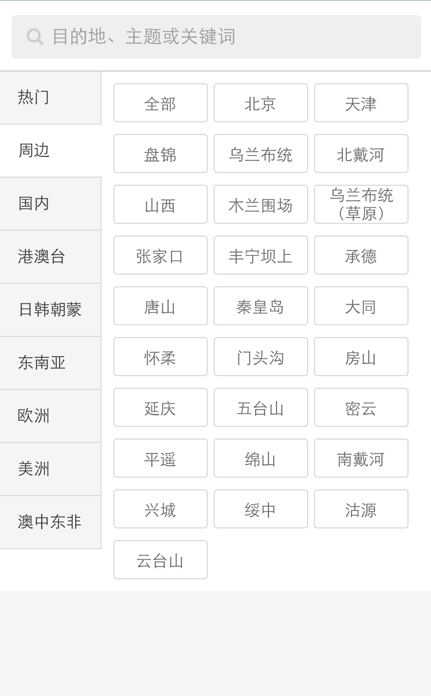 目的地、主题或关键词
热门
周边
国内
港澳台
日韩朝蒙
东南亚
欧洲
美洲
澳中东非
全部
北京
天津
盘锦
乌兰布统
北戴河
山西
木兰围场
乌兰布统
（草原）
张家口
丰宁坝上
承德
唐山
秦皇岛
大同
怀柔
门头沟
房山
延庆
五台山
密云
平遥
绵山
南戴河
兴城
绥中
沽源
云台山